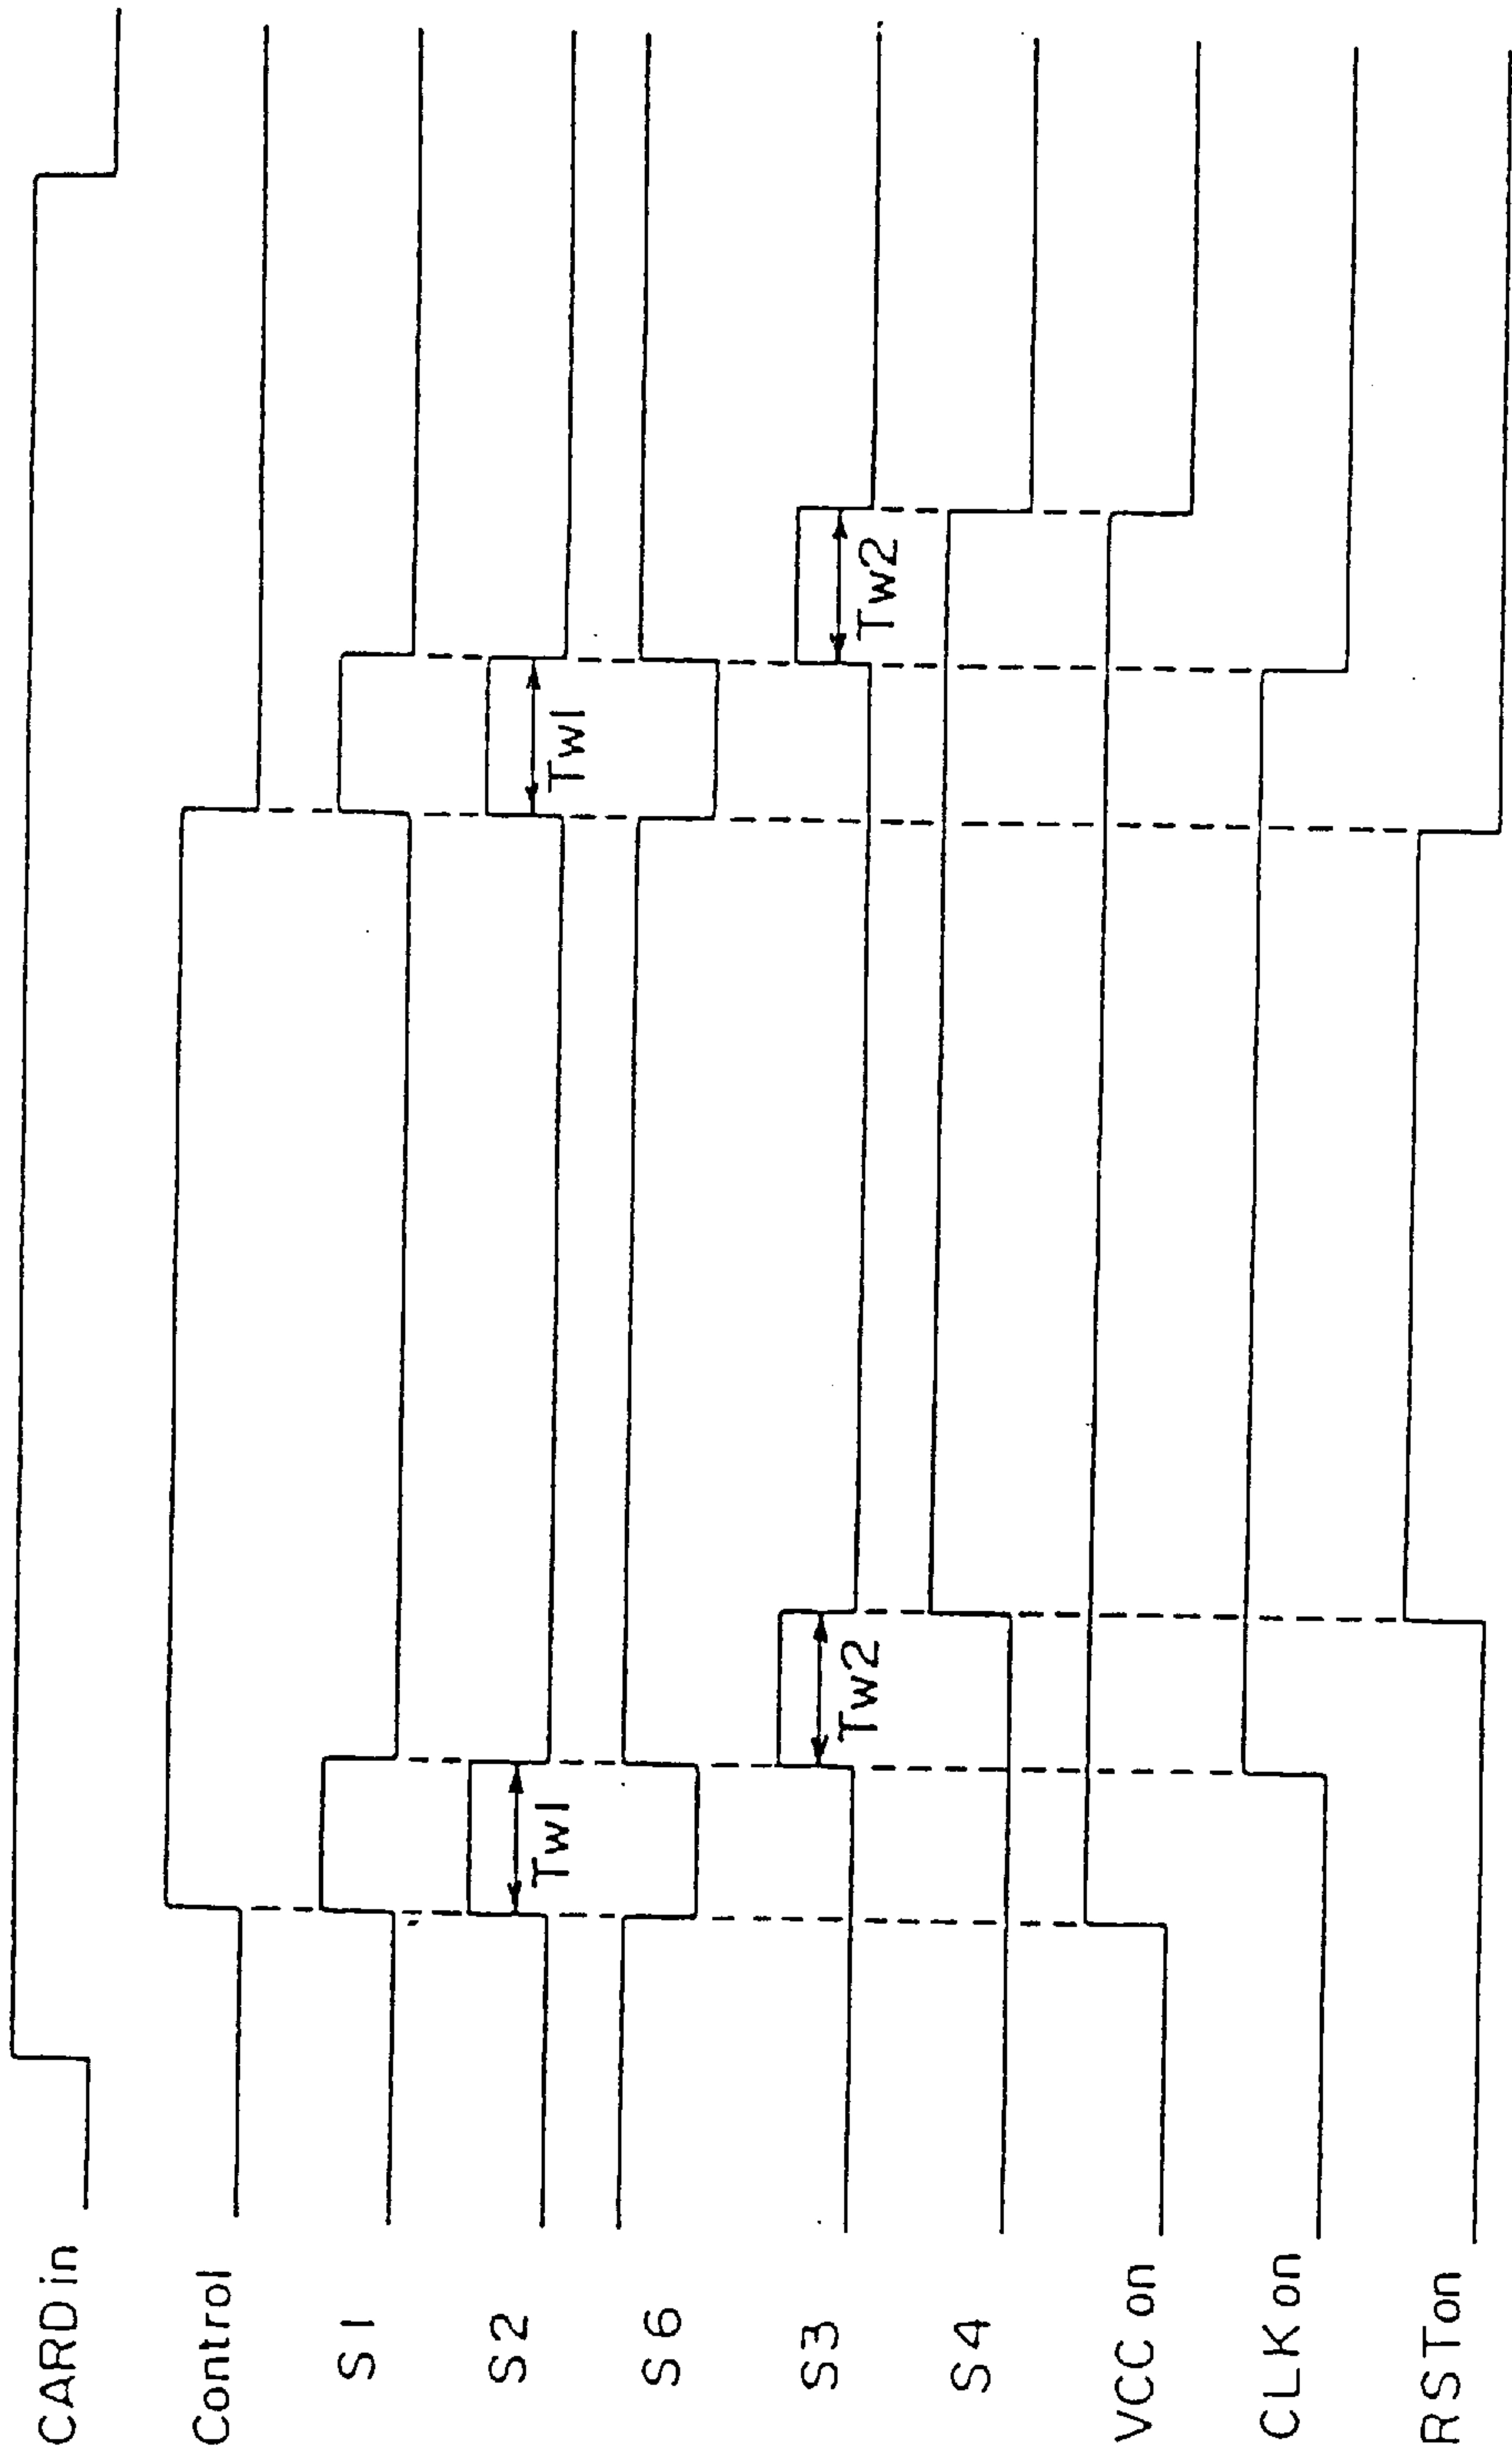 CARD in
Control
S1
S2
Tw1
Tw1
S6
S3
Tw2
Tw2
S4
VCC on
CLK on
RST on